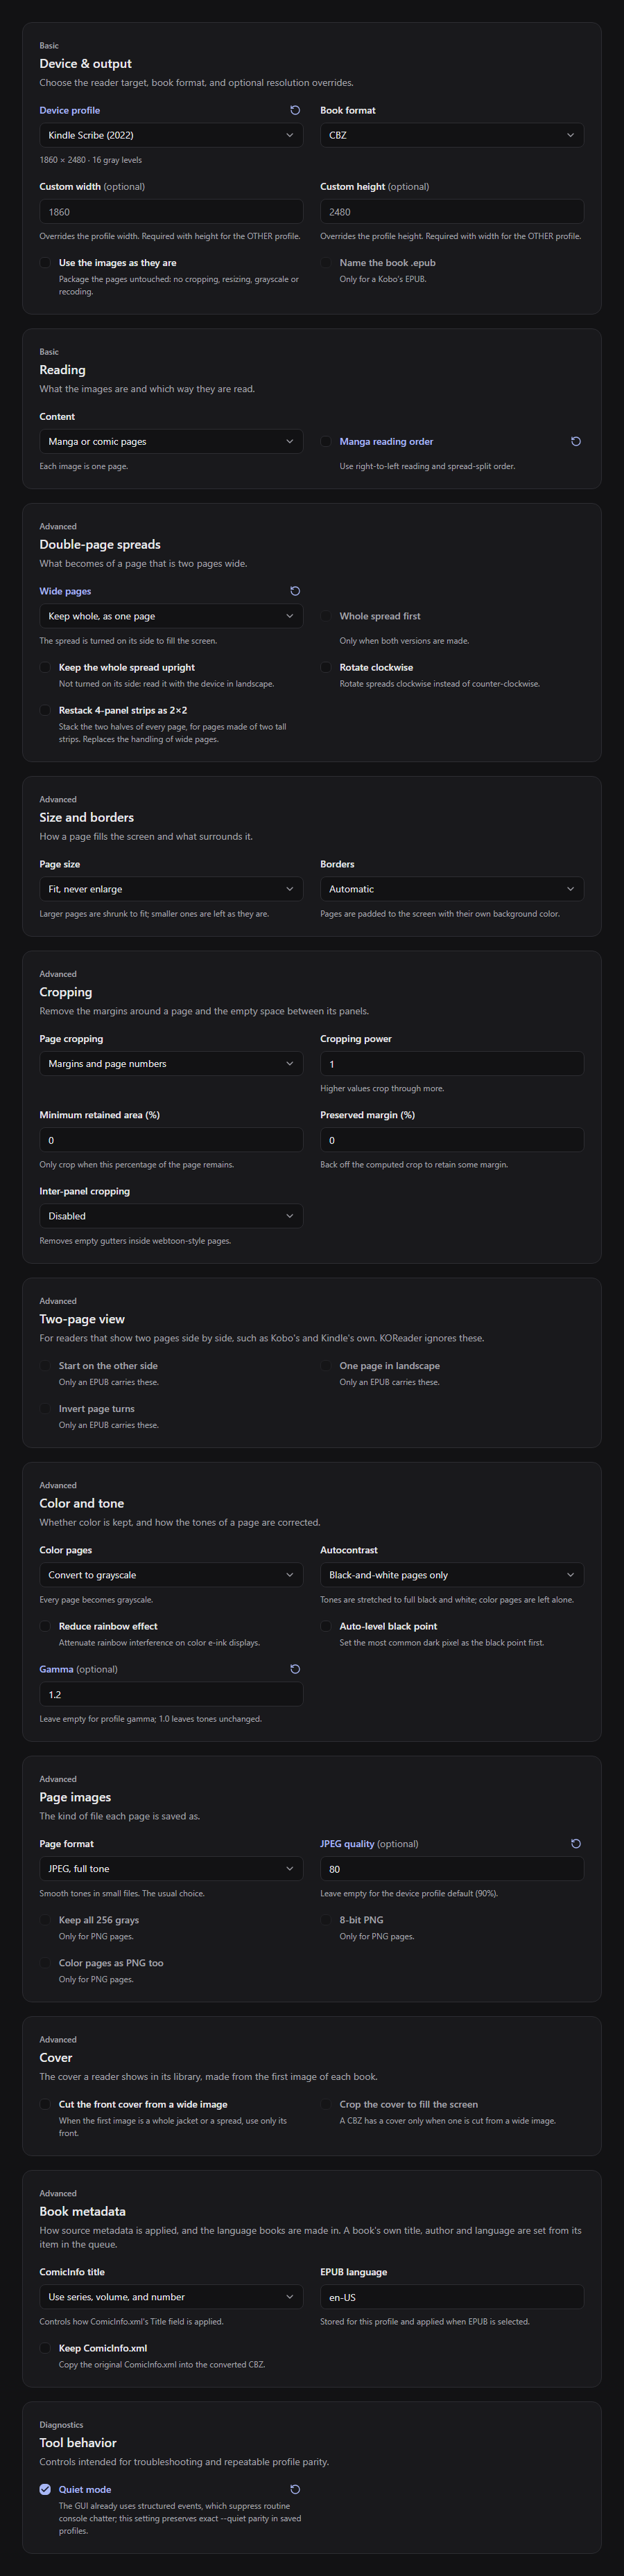 Basic
Device & output
Choose the reader target, book format, and optional resolution overrides.
Device profile
Book format
Kindle Scribe (2022)
CBZ
1860 × 2480 · 16 gray levels
Custom width (optional)
Custom height (optional)
1860
2480
Overrides the profile width. Required with height for the OTHER profile.
Overrides the profile height. Required with width for the OTHER profile.
Use the images as they are
Name the book .epub
Package the pages untouched: no cropping, resizing, grayscale or
recoding.
Only for a Kobo's EPUB.
Basic
Reading
What the images are and which way they are read.
Content
Manga or comic pages
Manga reading order
Each image is one page.
Use right-to-left reading and spread-split order.
Advanced
Double-page spreads
What becomes of a page that is two pages wide.
Wide pages
Keep whole, as one page
Whole spread first
The spread is turned on its side to fill the screen.
Only when both versions are made.
Keep the whole spread upright
Rotate clockwise
Not turned on its side: read it with the device in landscape.
Rotate spreads clockwise instead of counter-clockwise.
Restack 4-panel strips as 2×2
Stack the two halves of every page, for pages made of two tall
strips. Replaces the handling of wide pages.
Advanced
Size and borders
How a page fills the screen and what surrounds it.
Page size
Borders
Fit, never enlarge
Automatic
Larger pages are shrunk to fit; smaller ones are left as they are.
Pages are padded to the screen with their own background color.
Advanced
Cropping
Remove the margins around a page and the empty space between its panels.
Page cropping
Cropping power
Margins and page numbers
1
Higher values crop through more.
Minimum retained area (%)
Preserved margin (%)
0
0
Only crop when this percentage of the page remains.
Back off the computed crop to retain some margin.
Inter-panel cropping
Disabled
Removes empty gutters inside webtoon-style pages.
Advanced
Two-page view
For readers that show two pages side by side, such as Kobo's and Kindle's own. KOReader ignores these.
Start on the other side
One page in landscape
Only an EPUB carries these.
Only an EPUB carries these.
Invert page turns
Only an EPUB carries these.
Advanced
Color and tone
Whether color is kept, and how the tones of a page are corrected.
Color pages
Autocontrast
Convert to grayscale
Black-and-white pages only
Every page becomes grayscale.
Tones are stretched to full black and white; color pages are left alone.
Reduce rainbow effect
Auto-level black point
Attenuate rainbow interference on color e-ink displays.
Set the most common dark pixel as the black point first.
Gamma (optional)
1.2
Leave empty for profile gamma; 1.0 leaves tones unchanged.
Advanced
Page images
The kind of file each page is saved as.
Page format
JPEG quality (optional)
JPEG, full tone
80
Smooth tones in small files. The usual choice.
Leave empty for the device profile default (90%).
Keep all 256 grays
8-bit PNG
Only for PNG pages.
Only for PNG pages.
Color pages as PNG too
Only for PNG pages.
Advanced
Cover
The cover a reader shows in its library, made from the first image of each book.
Cut the front cover from a wide image
Crop the cover to fill the screen
When the first image is a whole jacket or a spread, use only its
front.
A CBZ has a cover only when one is cut from a wide image.
Advanced
Book metadata
How source metadata is applied, and the language books are made in. A book's own title, author and language are set from its
item in the queue.
ComicInfo title
EPUB language
Use series, volume, and number
en-US
Controls how ComicInfo.xml's Title field is applied.
Stored for this profile and applied when EPUB is selected.
Keep ComicInfo.xml
Copy the original ComicInfo.xml into the converted CBZ.
Diagnostics
Tool behavior
Controls intended for troubleshooting and repeatable profile parity.
Quiet mode
The GUI already uses structured events, which suppress routine
console chatter; this setting preserves exact --quiet parity in saved
profiles.